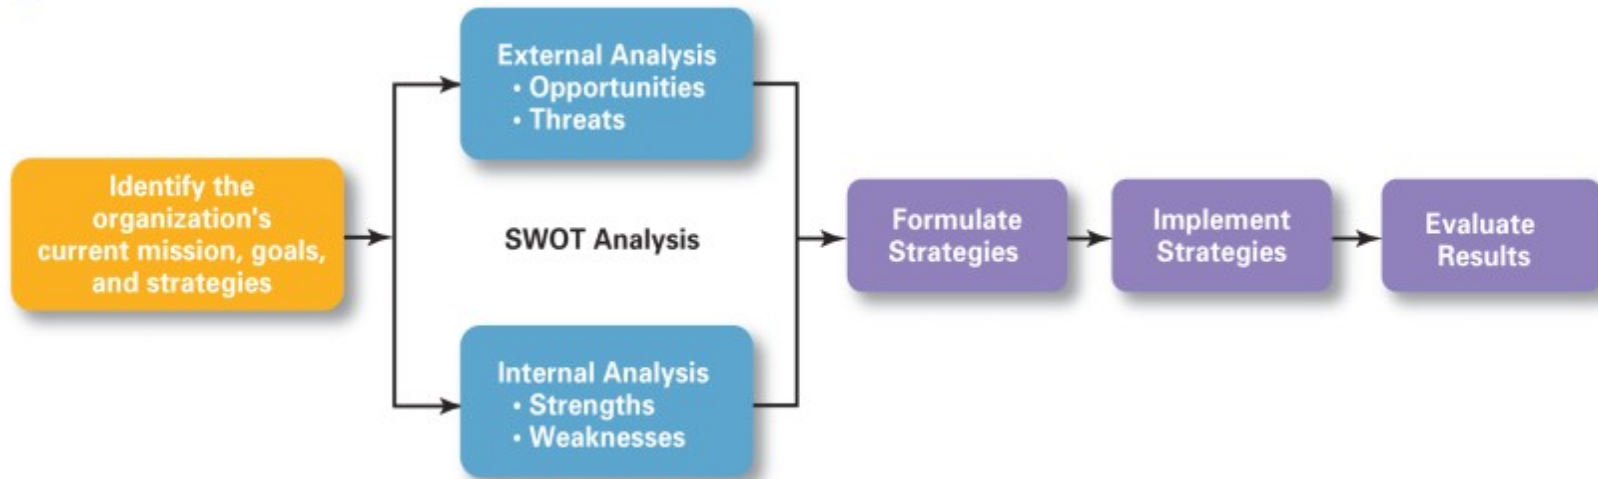 Identify the
organization's
current mission, goals,
and strategies
External Analysis
• Opportunities
• Threats
SWOT Analysis
Internal Analysis
• Strengths
• Weaknesses
Formulate
Strategies
Implement
Strategies
Evaluate
Results